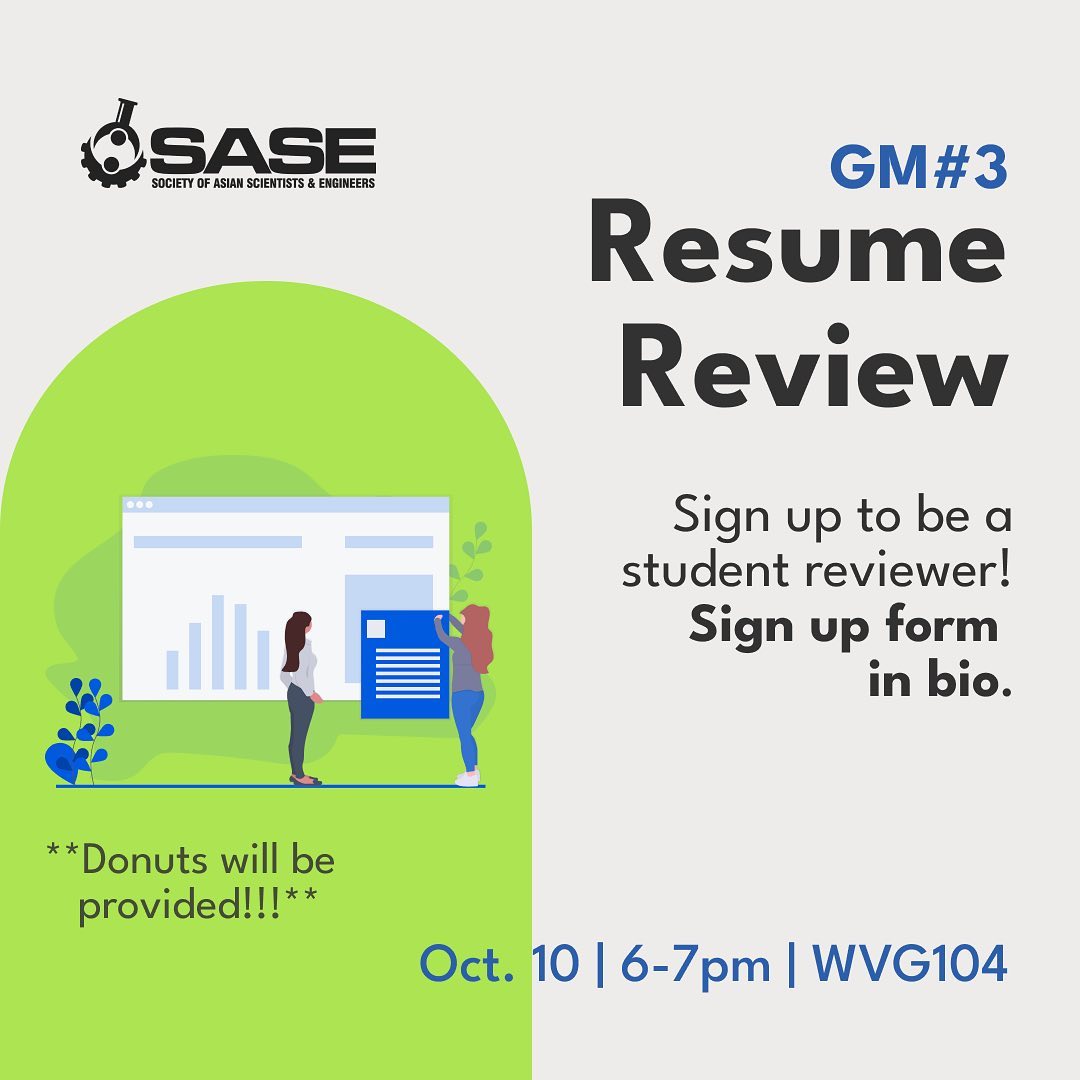 SASE
SOCIETY OF ASIAN SCIENTISTS & ENGINEERS
GM#3
Resume
Review
Sign up to be a
student reviewer!
Sign up form
in bio.
**Donuts will be
provided!!!**
Oct. 10 | 6-7pm | WVG104